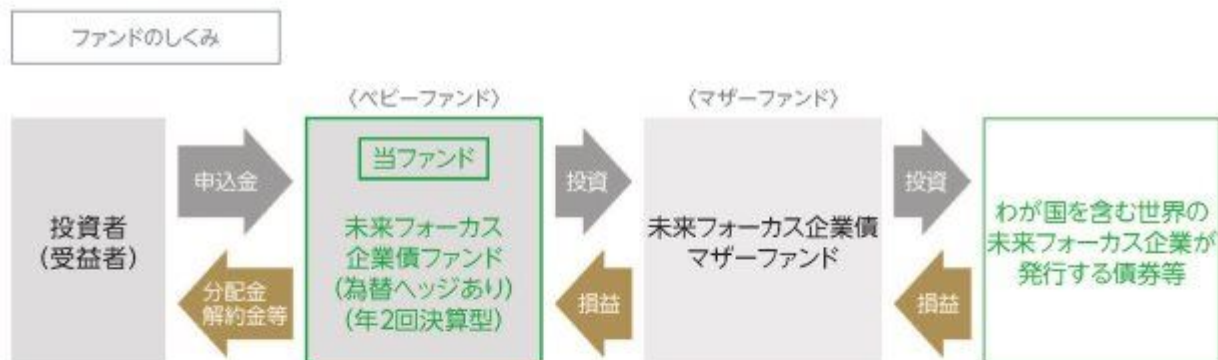 ファンドのしくみ
〈ベビーファンド〉
〈マザーファンド〉
投資者
(受益者)
申込金
分配金
解約金等
当ファンド
未来フォーカス
企業債ファンド
(為替ヘッジあり)
(年2回決算型)
投資
損益
未来フォーカス企業債
マザーファンド
投資
損益
わが国を含む世界の
未来フォーカス企業が
発行する債券等